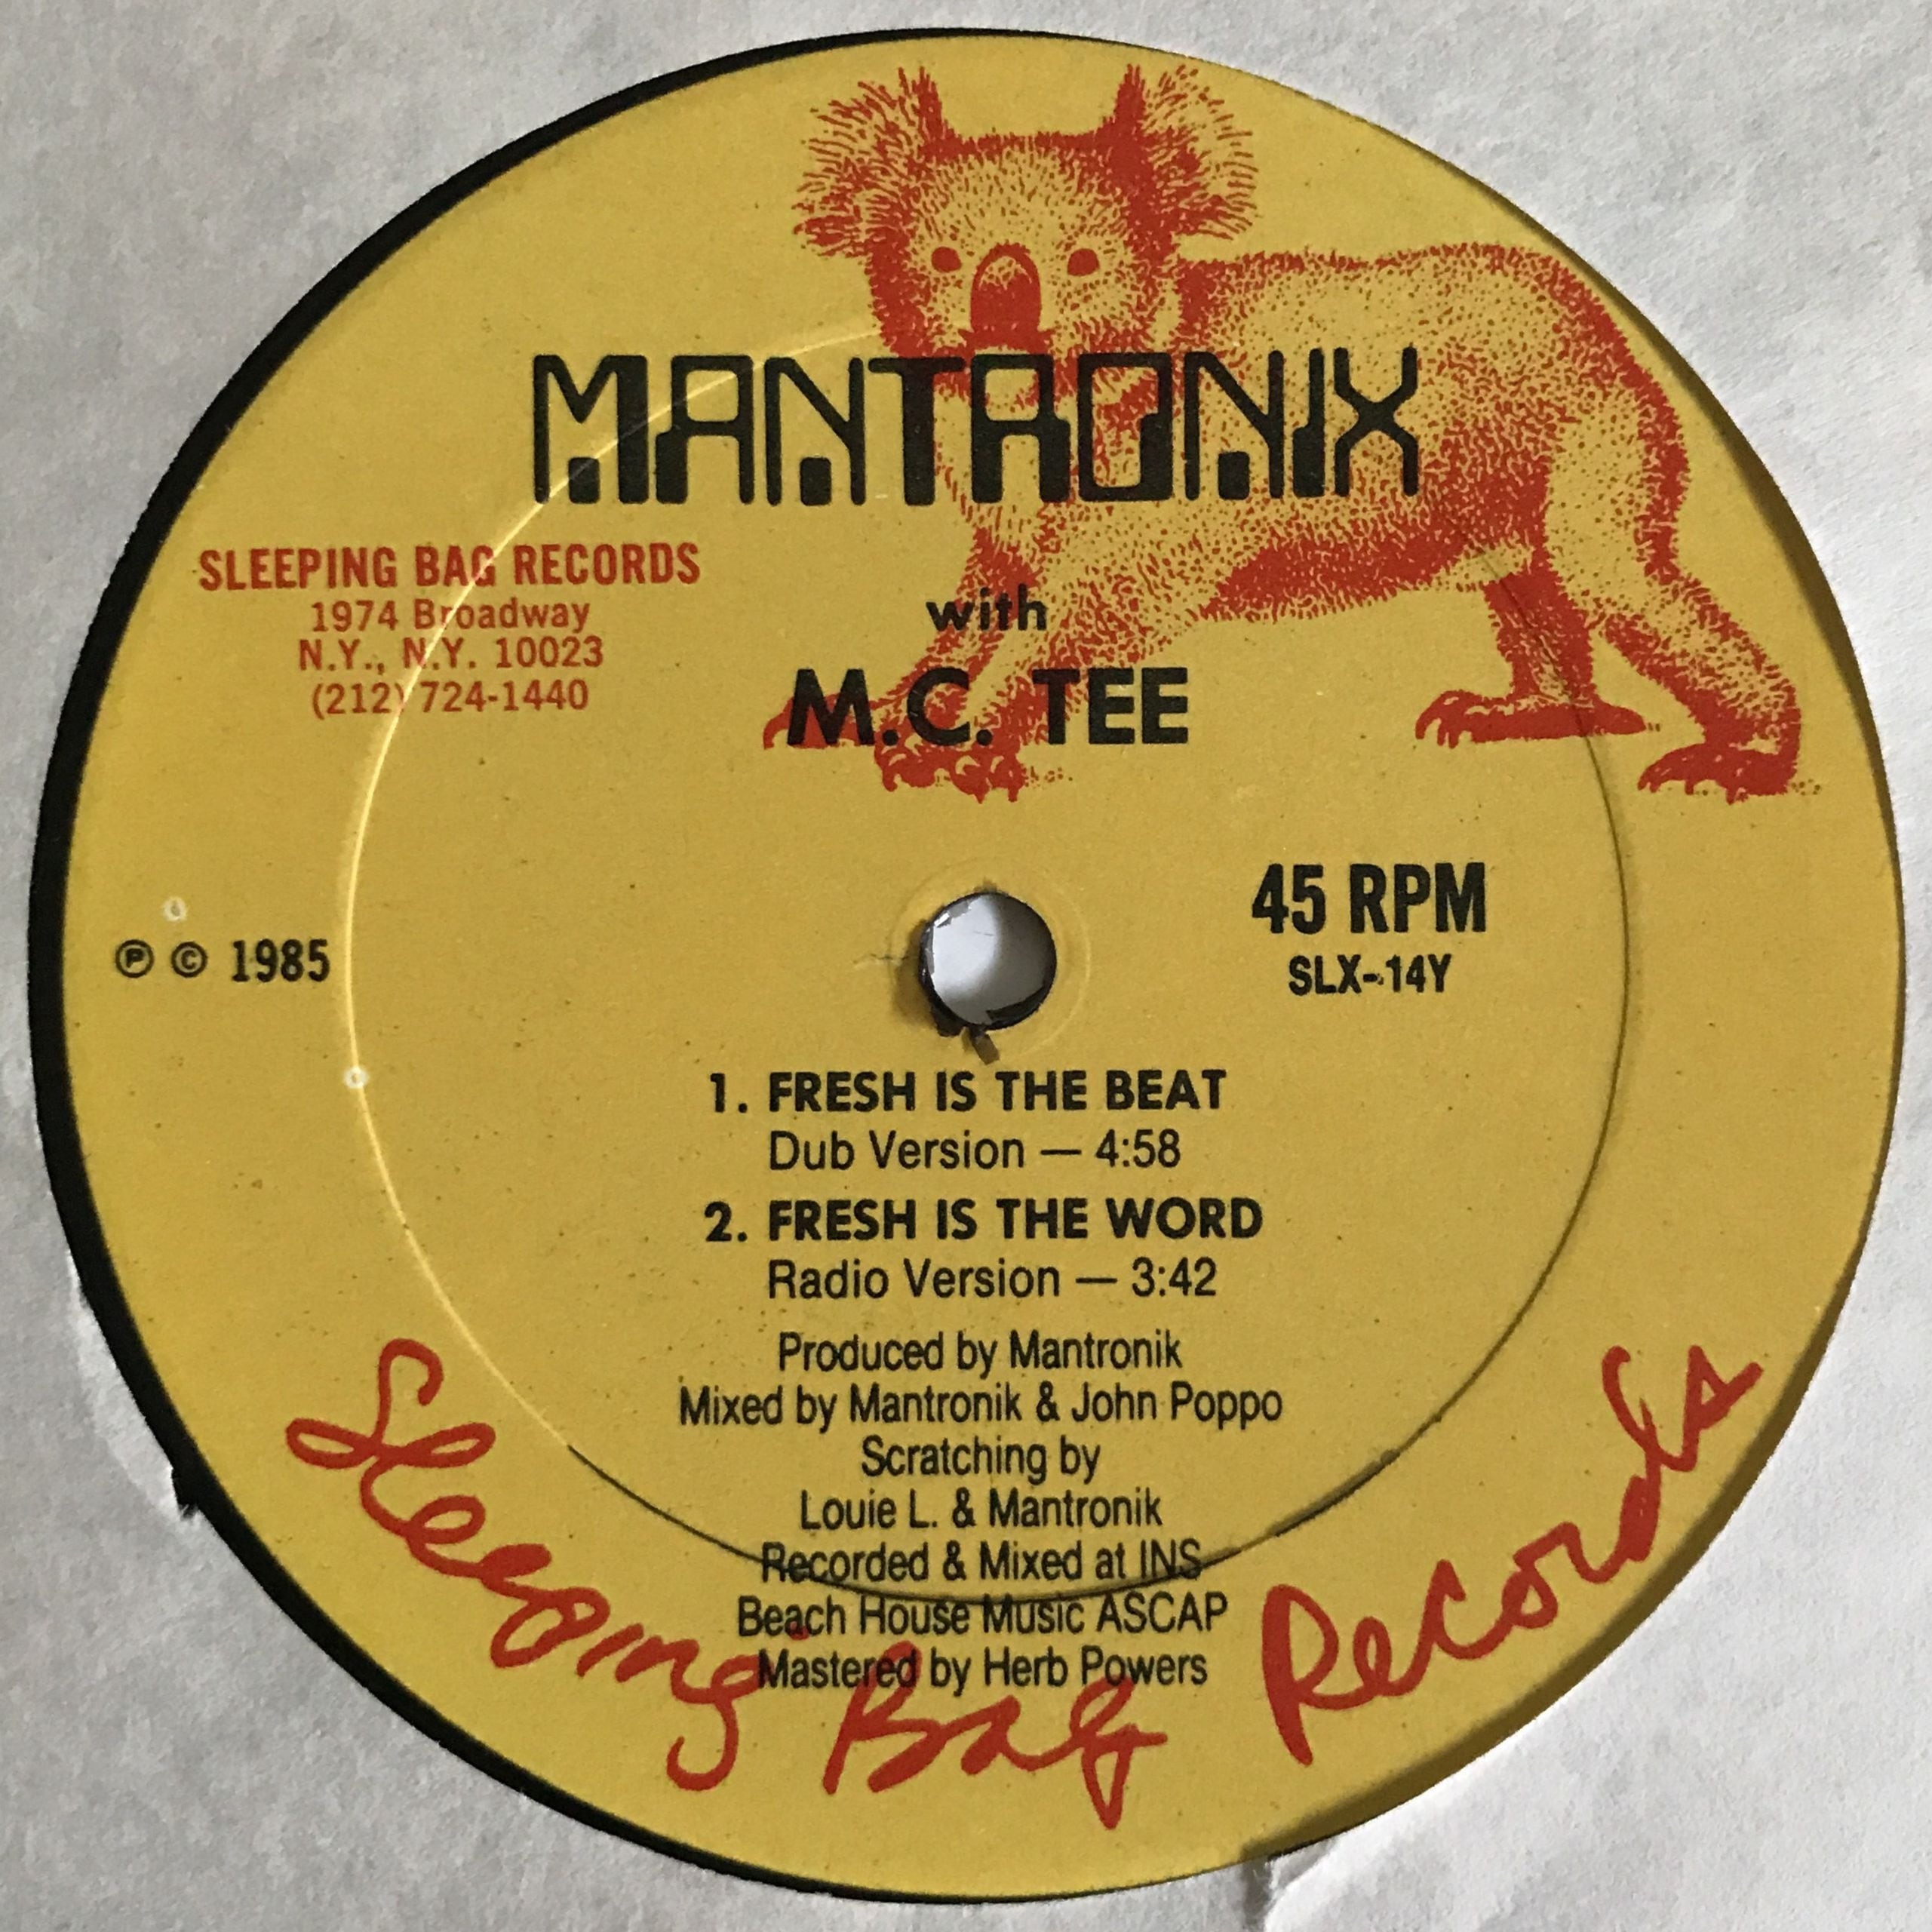 MANTRONIX
SLEEPING BAG RECORDS
1974 Broadway
N.Y., N.Y. 10023
(212) 724-1440
with
M.C. TEE
45 RPM
SLX-14Y
℗ © 1985
1. FRESH IS THE BEAT
Dub Version — 4:58
2. FRESH IS THE WORD
Radio Version — 3:42
Produced by Mantronik
Mixed by Mantronik & John Poppo
Scratching by
Louie L. & Mantronik
Recorded & Mixed at INS
Beach House Music ASCAP
Mastered by Herb Powers
Sleeping Bag Records